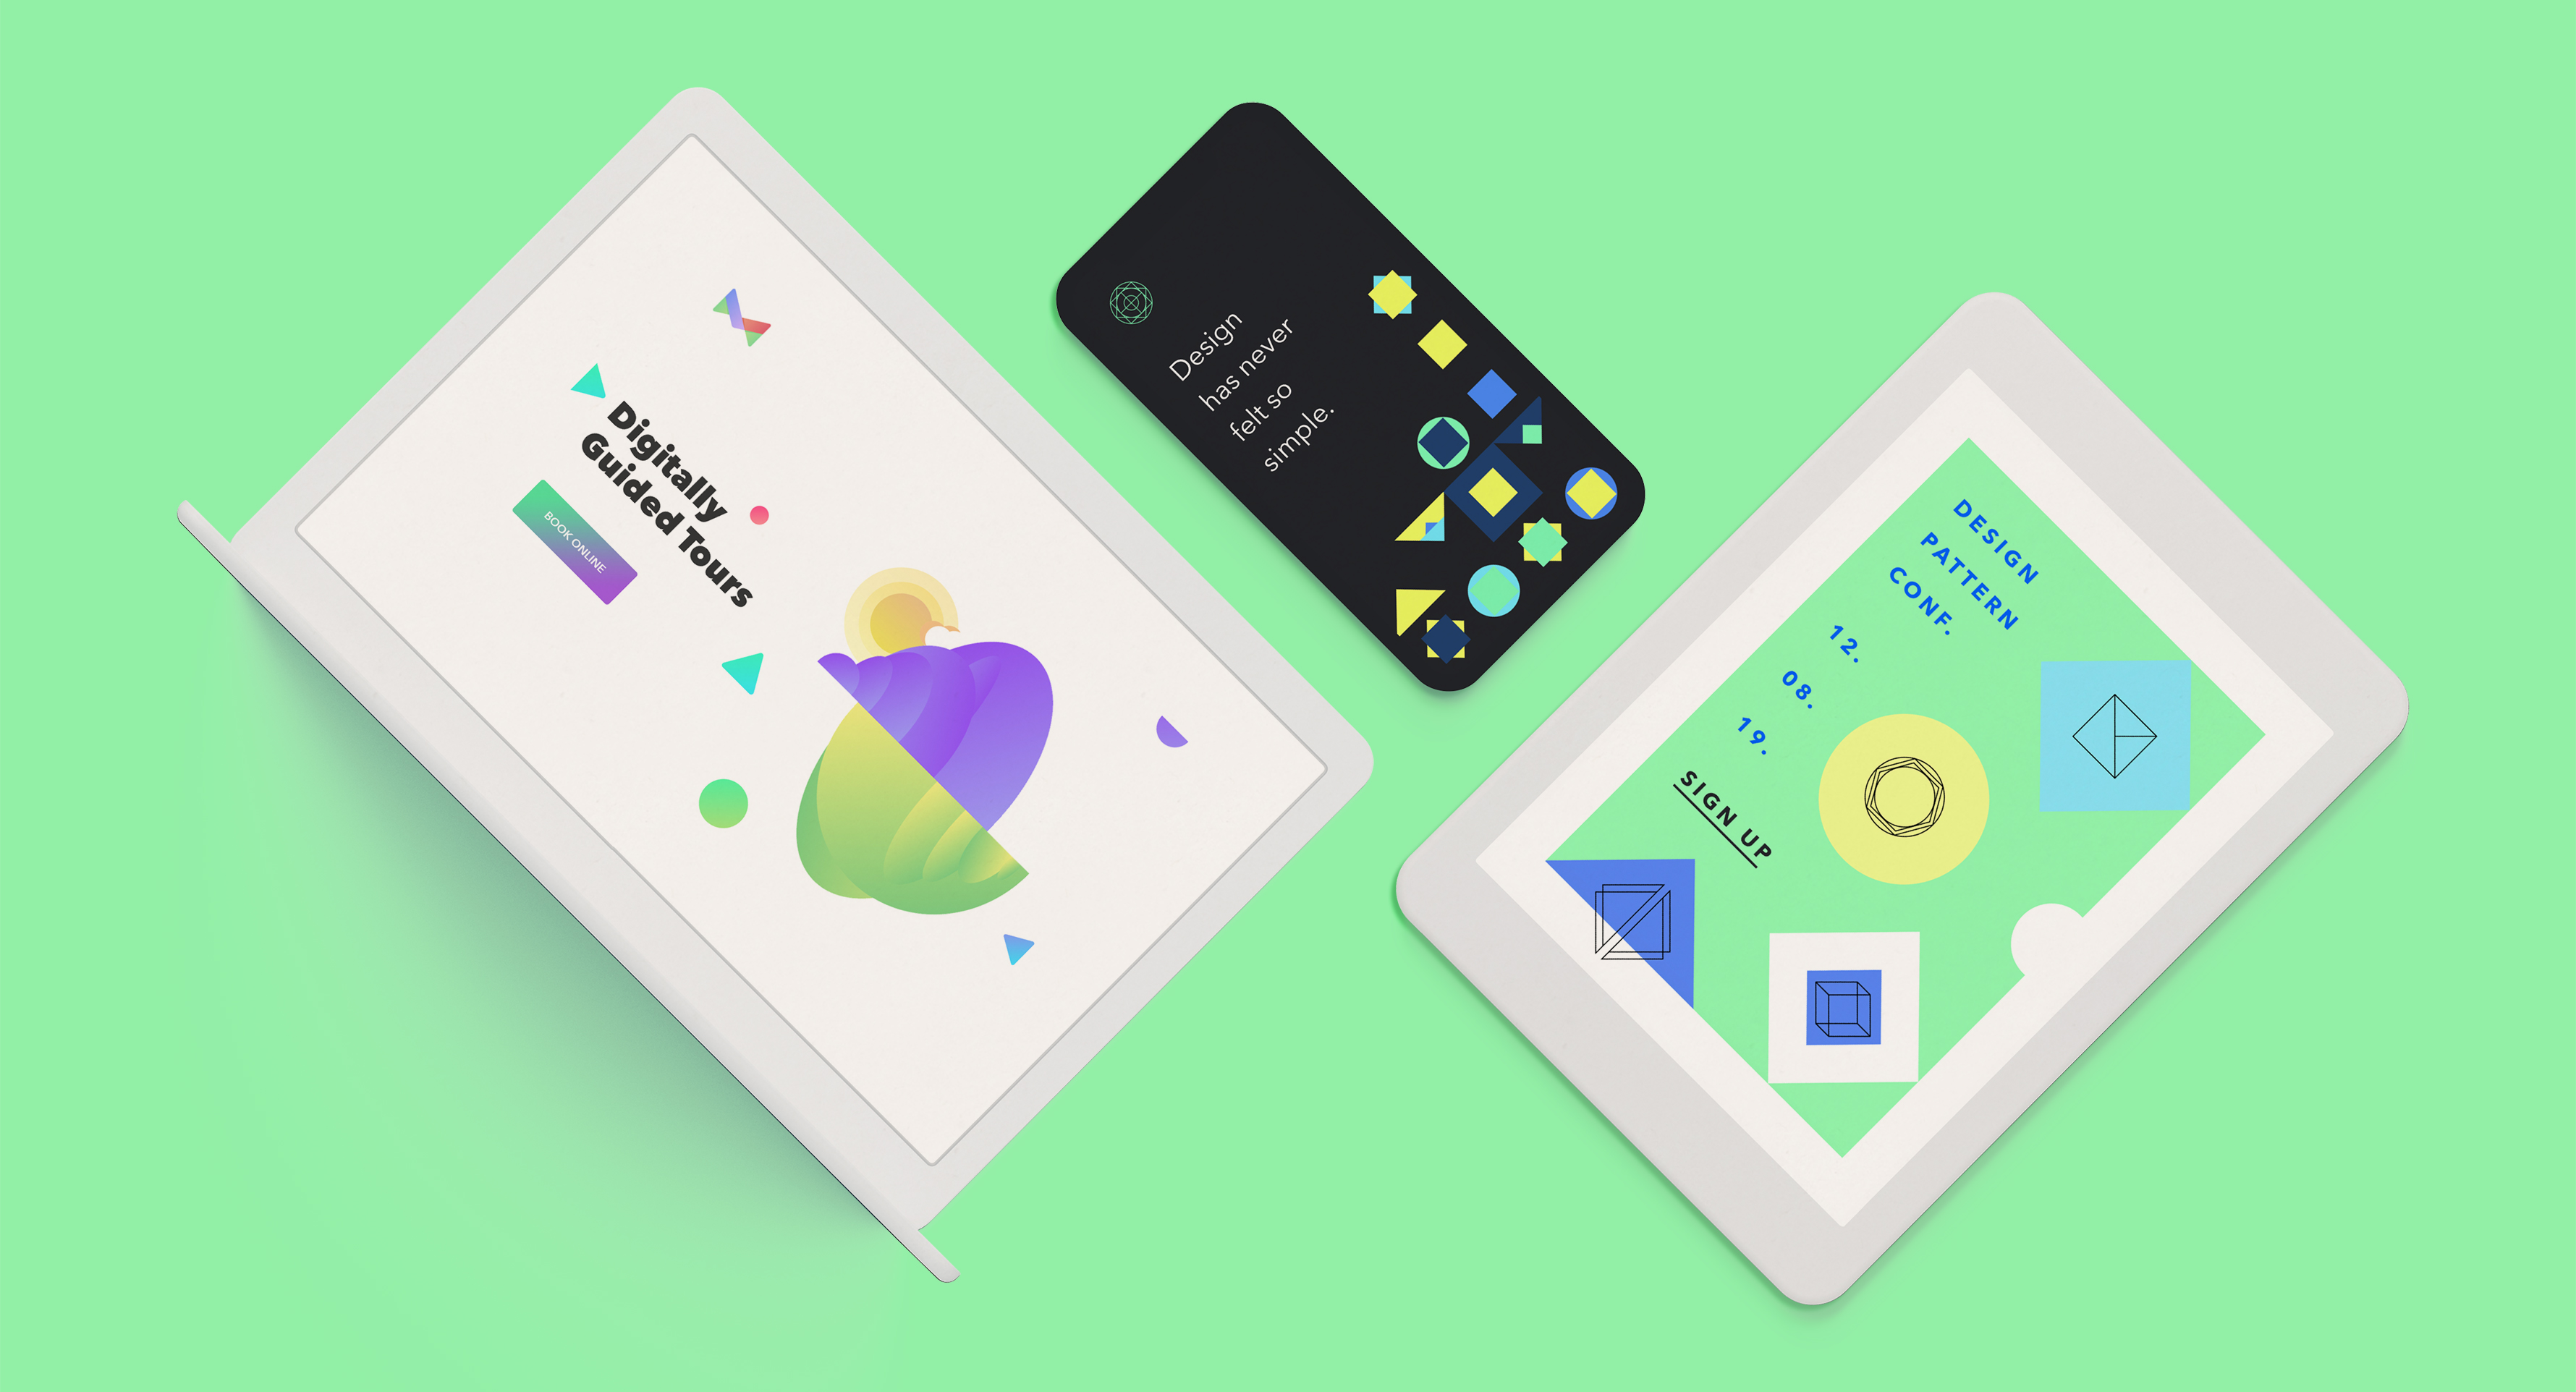 Digitally
Guided Tours
BOOK ONLINE
Design
has never
felt so
simple.
DESIGN
PATTERN
CONF.
12.
08.
19.
SIGN UP